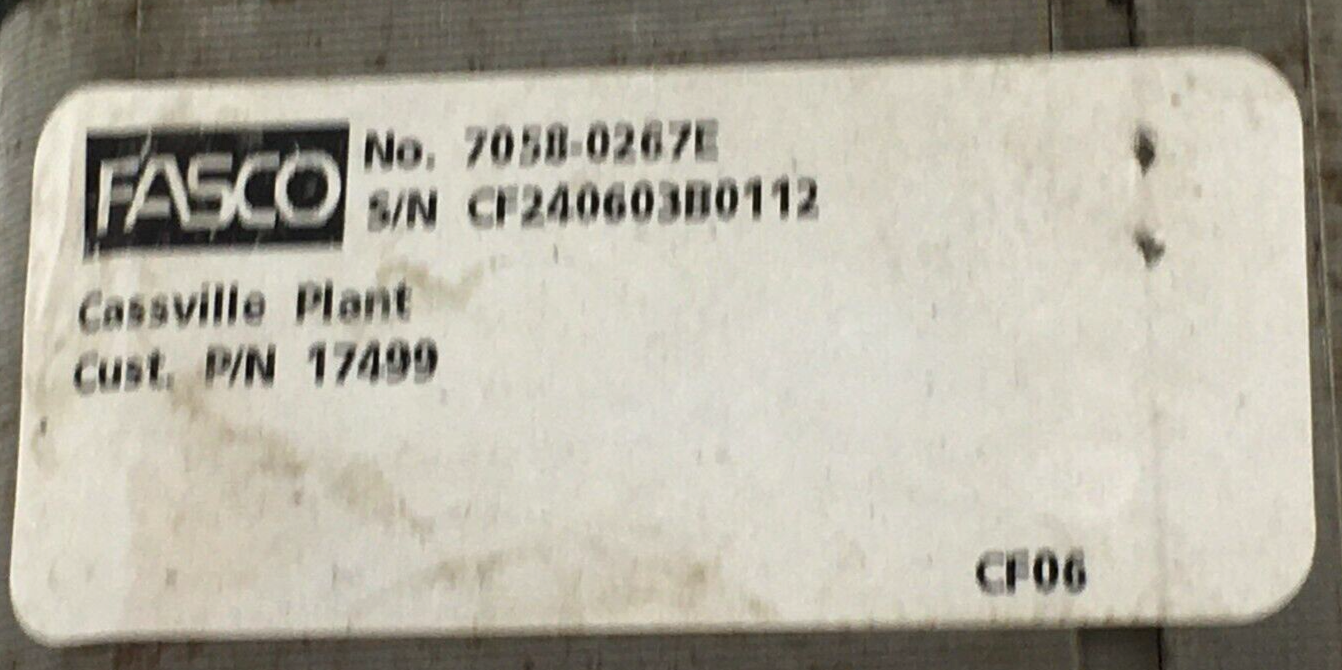 FASCO
No. 7058-0267E
S/N CF240603B0112
Cassville Plant
Cust. P/N 17499
CF06